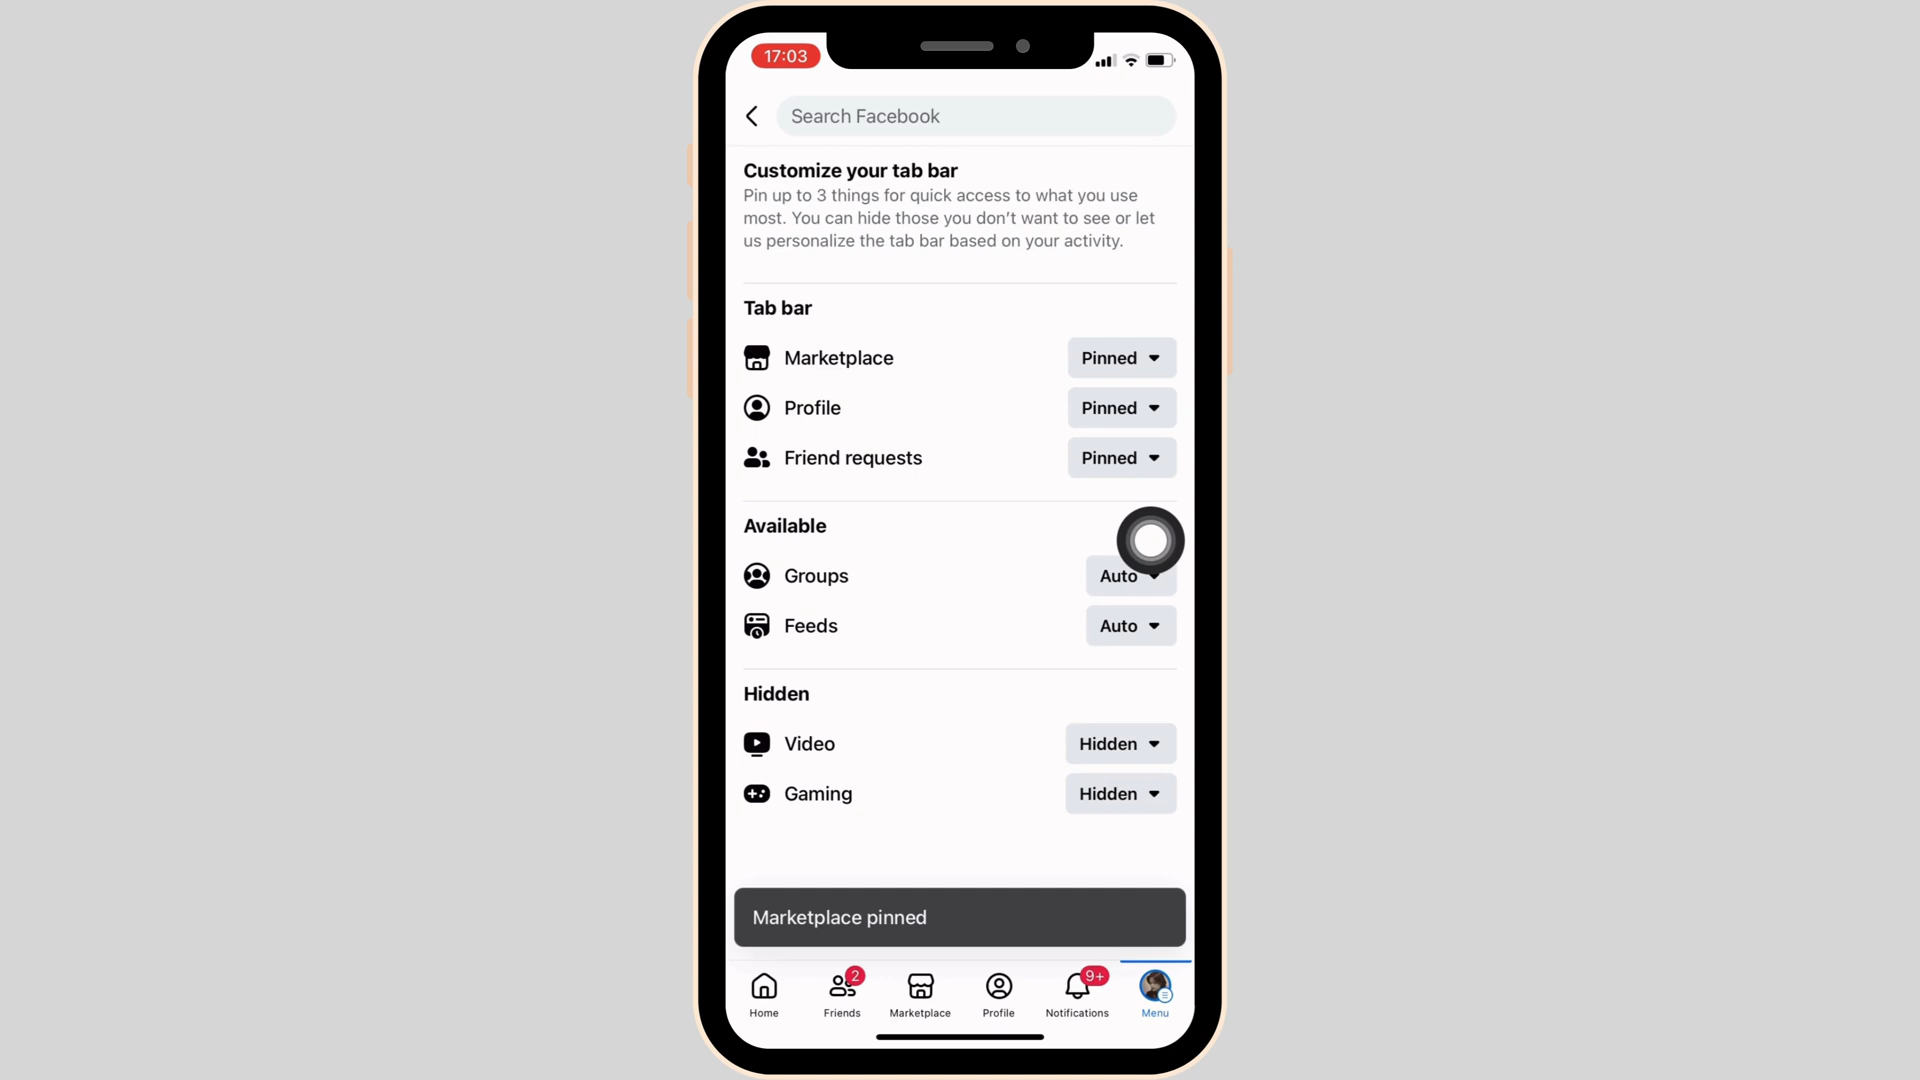 17:03
Search Facebook
Customize your tab bar
Pin up to 3 things for quick access to what you use
most. You can hide those you don't want to see or let
us personalize the tab bar based on your activity.
Tab bar
Marketplace Pinned
Profile Pinned
Friend requests Pinned
Available
Groups Auto
Feeds Auto
Hidden
Video Hidden
Gaming Hidden
Marketplace pinned
2 9+
Home Friends Marketplace Profile Notifications Menu